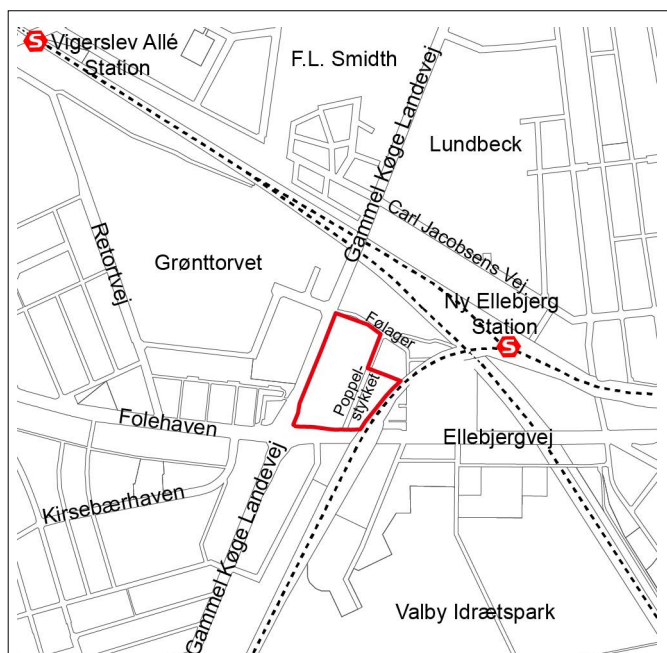 S Vigerslev Allé
Station
F.L. Smidth
Gammel Køge Landevej
Lundbeck
Carl Jacobsens Vej
Retortvej
Grønttorvet
Ny Ellebjerg
Station
S
Følager
Poppel-
stykket
Folehaven
Ellebjergvej
Kirsebærhaven
Gammel Køge Landevej
Valby Idrætspark